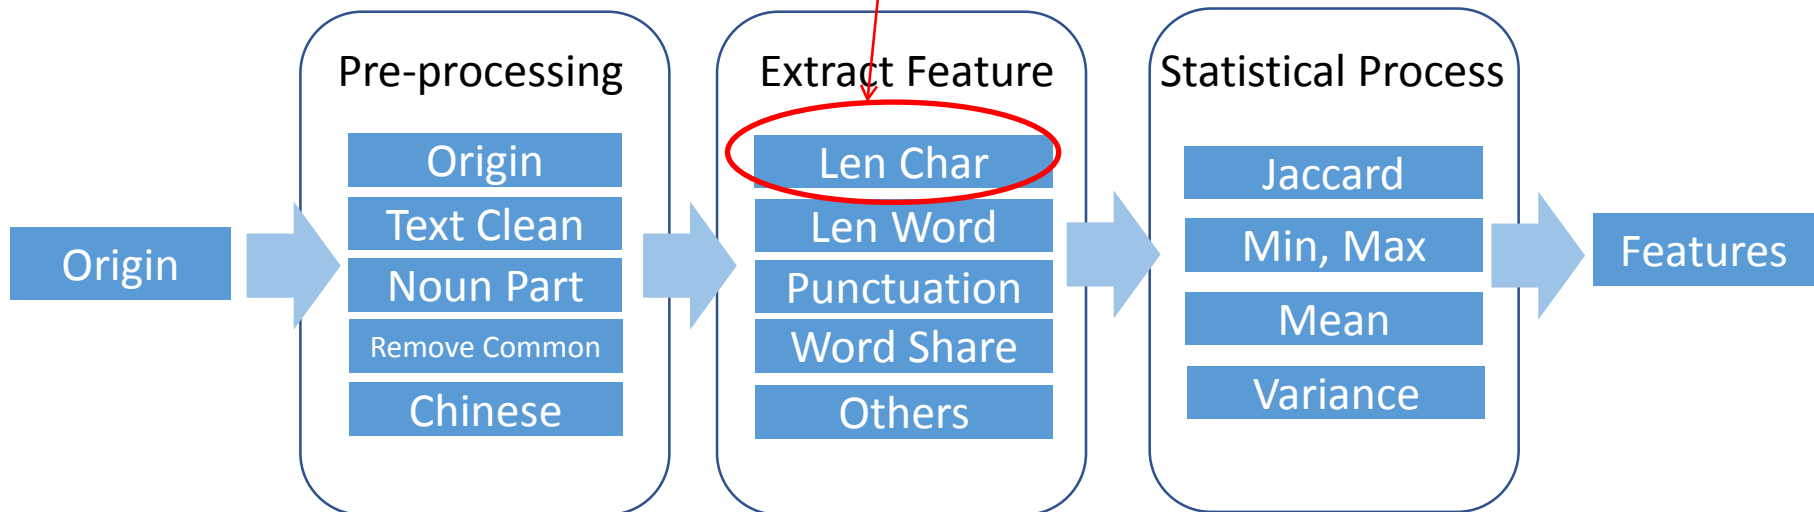 Origin
Pre-processing
Origin
Text Clean
Noun Part
Remove Common
Chinese
Extract Feature
Len Char
Len Word
Punctuation
Word Share
Others
Statistical Process
Jaccard
Min, Max
Mean
Variance
Features